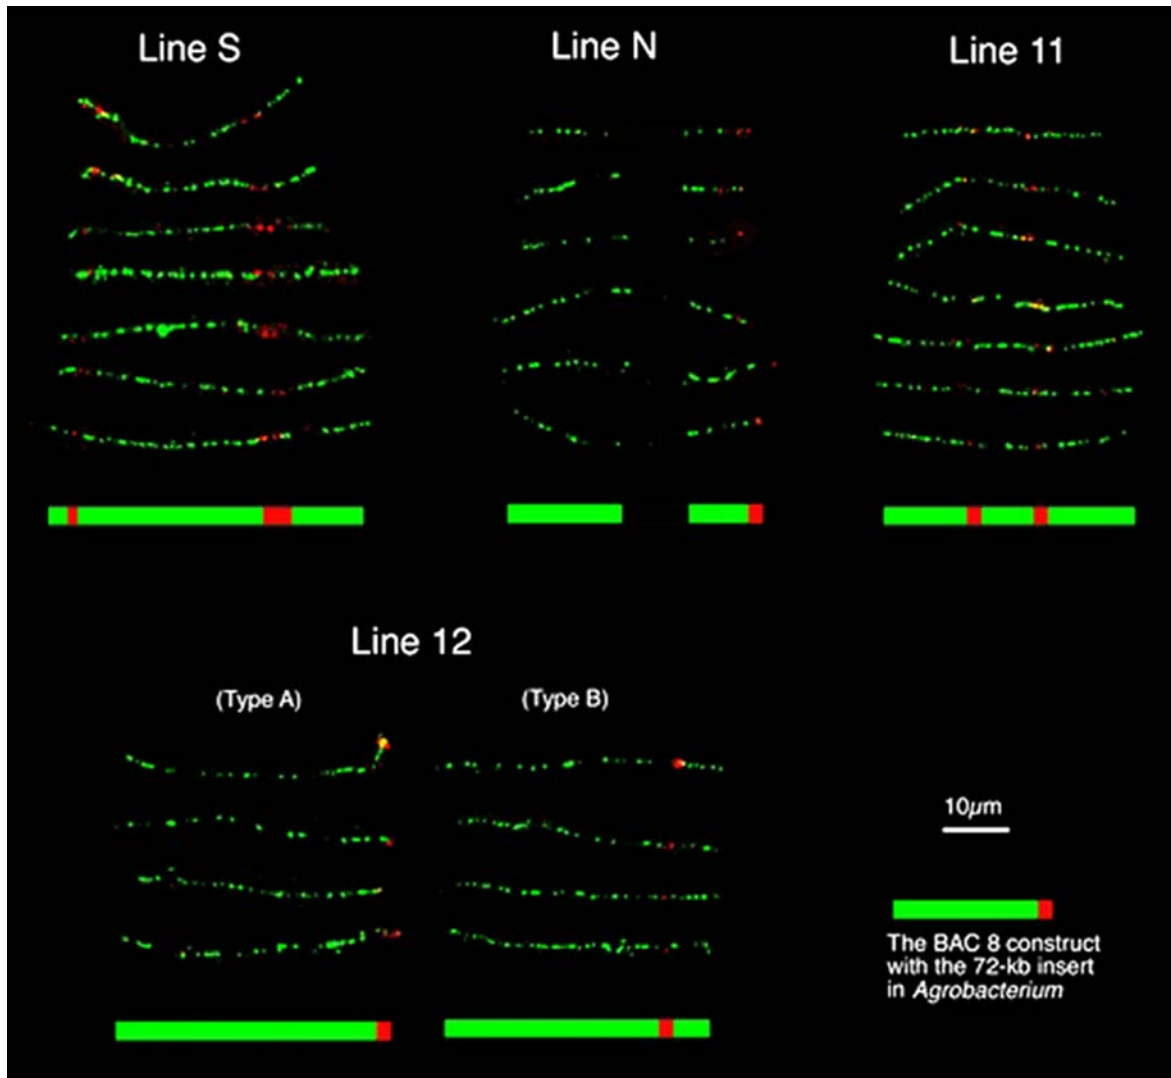 Line S
Line N
Line 11
Line 12
(Type A)
(Type B)
10µm
The BAC 8 construct
with the 72-kb insert
in Agrobacterium